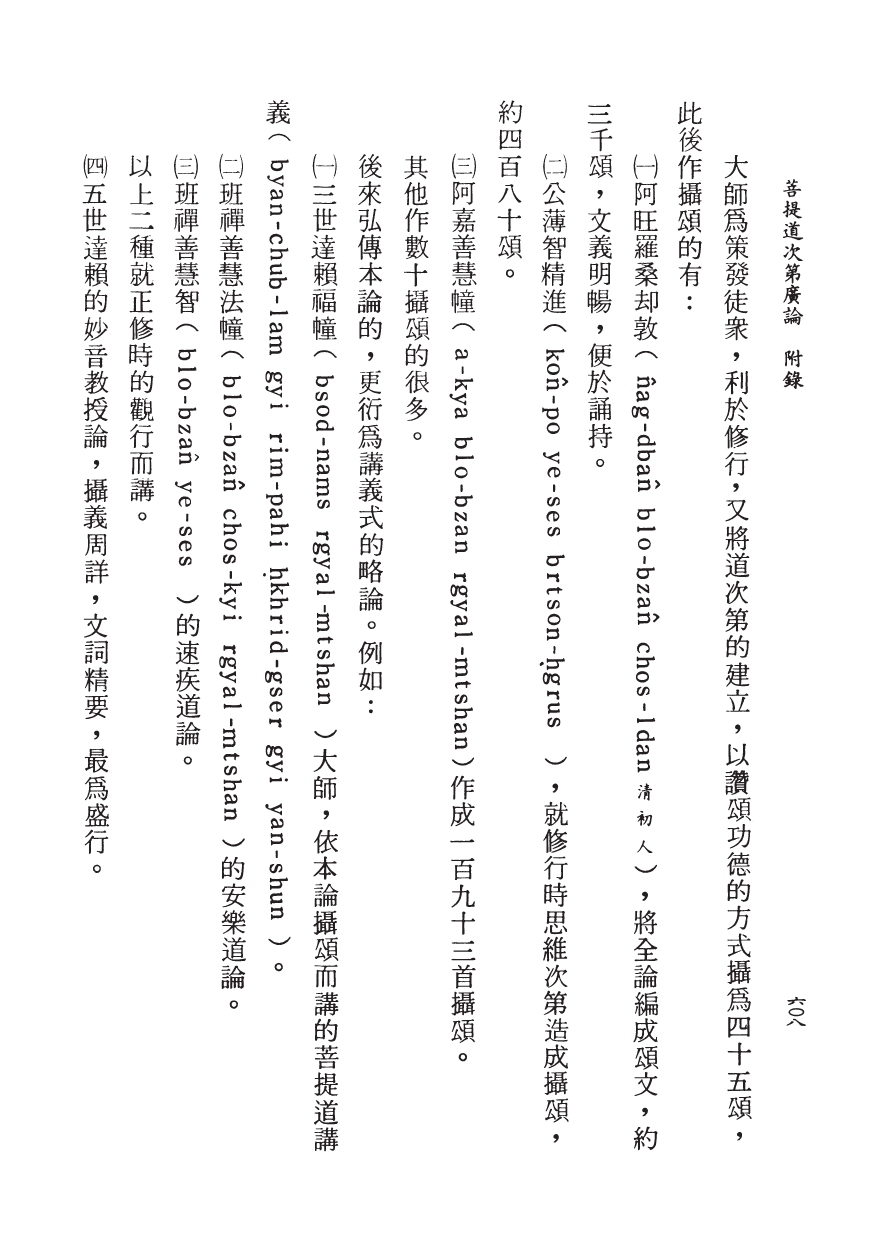 菩提道次第廣論　附錄
六〇八
大師爲策發徒衆，利於修行，又將道次第的建立，以讚頌功德的方式攝爲四十五頌，
此後作攝頌的有：
㈠阿旺羅桑却敦（ n̂ag-dban̂ blo-bzan̂ chos-ldan 清初人），將全論編成頌文，約
三千頌，文義明暢，便於誦持。
㈡公薄智精進（ kon̂-po ye-ses brtson-ḥgrus ），就修行時思維次第造成攝頌，
約四百八十頌。
㈢阿嘉善慧幢（ a-kya blo-bzan rgyal-mtshan）作成一百九十三首攝頌。
其他作數十攝頌的很多。
後來弘傳本論的，更衍爲講義式的略論。例如：
㈠三世達賴福幢（ bsod-nams rgyal-mtshan ）大師，依本論攝頌而講的菩提道講
義（ byan-chub-lam gyi rim-pahi ḥkhrid-gser gyi yan-shun ）。
㈡班禪善慧法幢（ blo-bzan̂ chos-kyi rgyal-mtshan ）的安樂道論。
㈢班禪善慧智（ blo-bzan̂ ye-ses ）的速疾道論。
以上二種就正修時的觀行而講。
㈣五世達賴的妙音教授論，攝義周詳，文詞精要，最爲盛行。